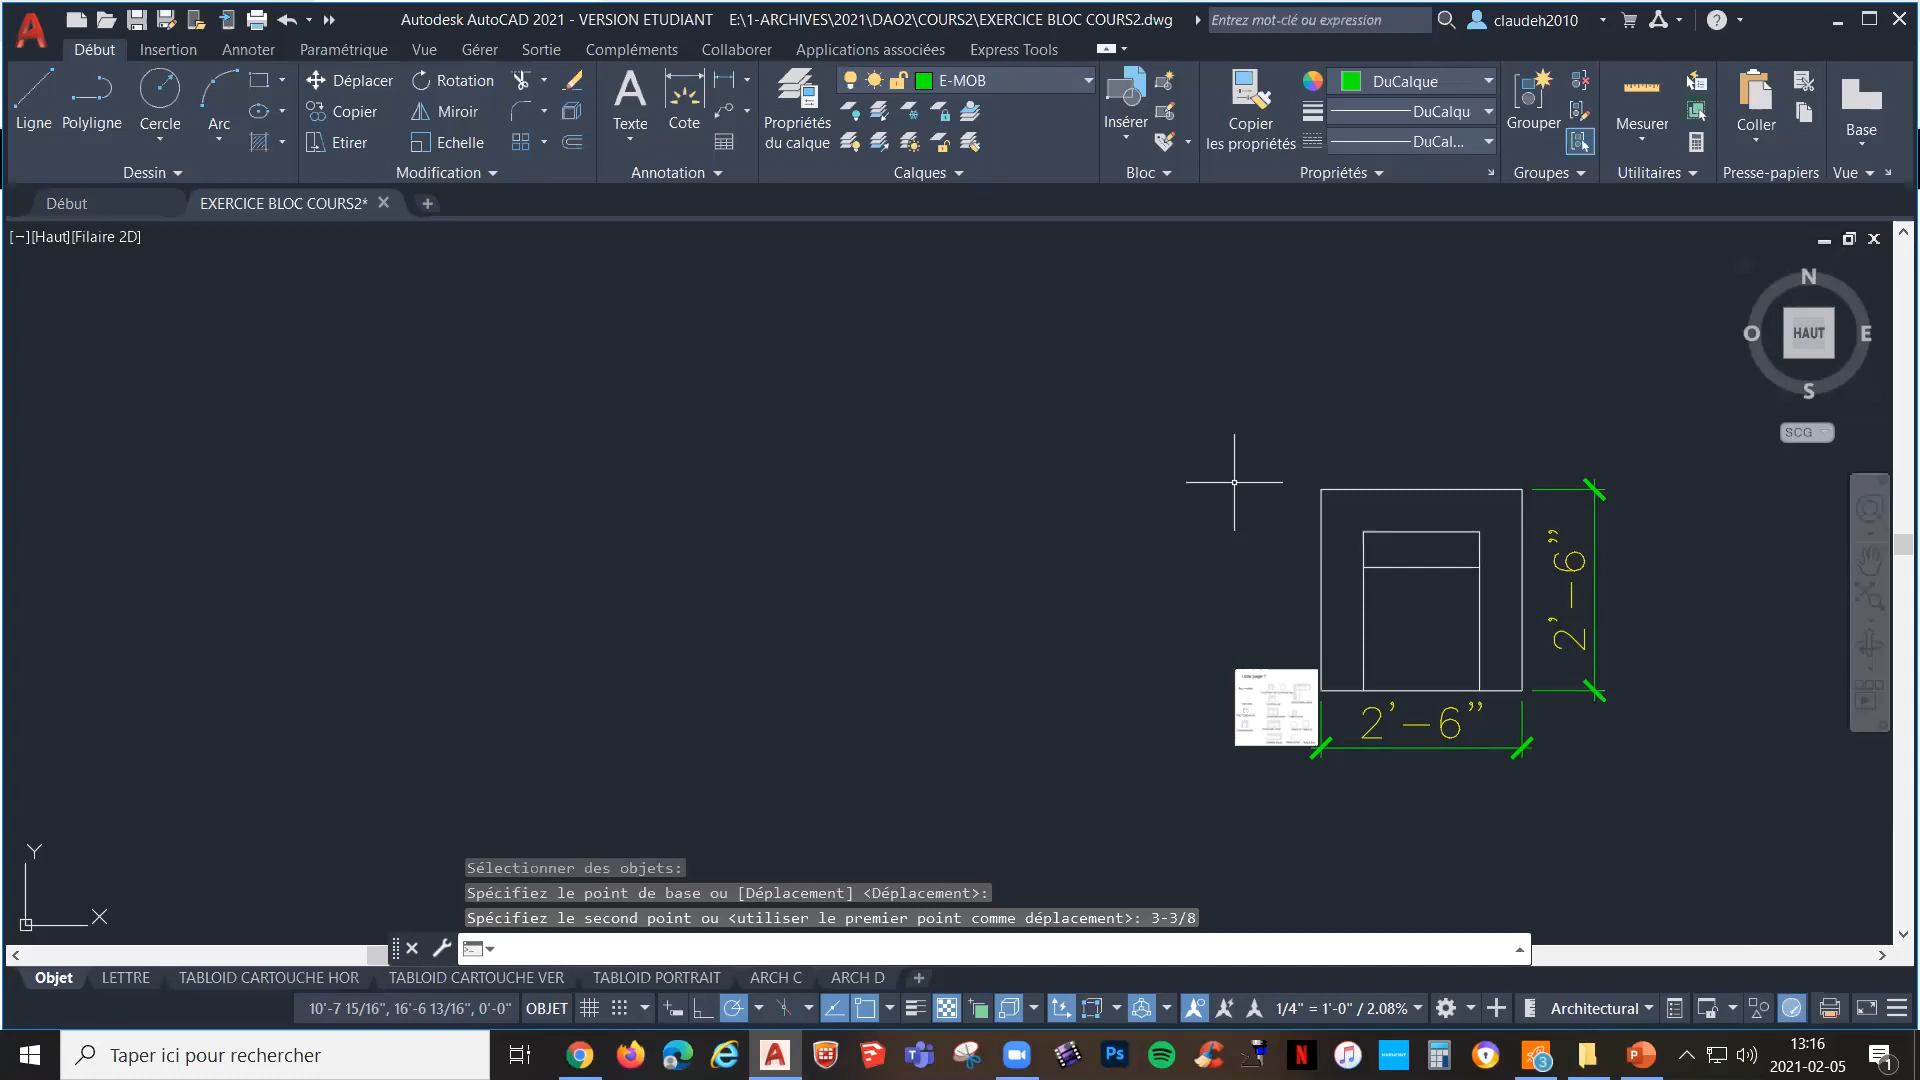 Autodesk AutoCAD 2021 - VERSION ETUDIANT E:\1-ARCHIVES\2021\DAO2\COURS2\EXERCICE BLOC COURS2.dwg
Entrez mot-clé ou expression
claudeh2010
Début Insertion Annoter Paramétrique Vue Gérer Sortie Compléments Collaborer Applications associées Express Tools
Ligne Polyligne Cercle Arc
Déplacer Rotation
Copier Miroir
Etirer Echelle
Texte Cote
Propriétés
du calque
E-MOB
Insérer
Copier
les propriétés
DuCalque
DuCalqu
DuCal...
Grouper
Mesurer
Coller
Base
Dessin Modification Annotation Calques Bloc Propriétés Groupes Utilitaires Presse-papiers Vue
Début EXERCICE BLOC COURS2*
[−][Haut][Filaire 2D]
N
O HAUT E
S
SCG
2'-6"
2'-6"
Y
X
Sélectionner des objets:
Spécifiez le point de base ou [Déplacement] <Déplacement>:
Spécifiez le second point ou <utiliser le premier point comme déplacement>: 3-3/8
Objet LETTRE TABLOID CARTOUCHE HOR TABLOID CARTOUCHE VER TABLOID PORTRAIT ARCH C ARCH D
10'-7 15/16", 16'-6 13/16", 0'-0" OBJET 1/4" = 1'-0" / 2.08% Architectural
Taper ici pour rechercher
Ps
N
3
P
13:16
2021-02-05
1